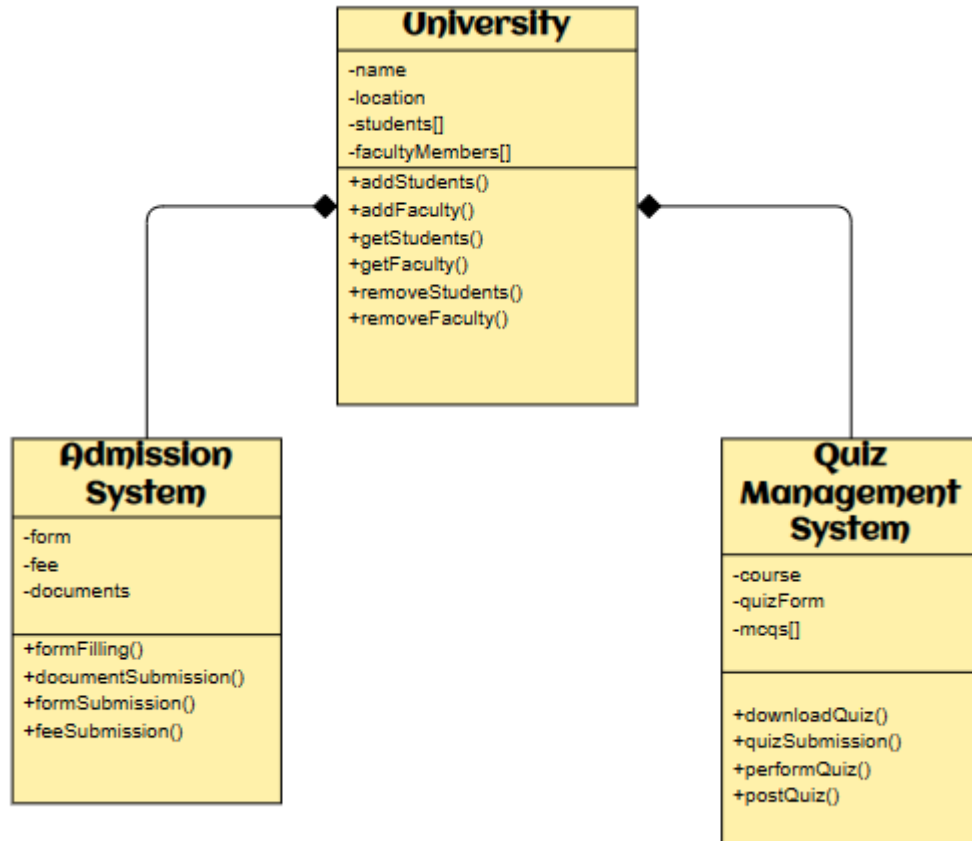 University
-name
-location
-students[]
-facultyMembers[]
+addStudents()
+addFaculty()
+getStudents()
+getFaculty()
+removeStudents()
+removeFaculty()
Admission
System
-form
-fee
-documents
+formFilling()
+documentSubmission()
+formSubmission()
+feeSubmission()
Quiz
Management
System
-course
-quizForm
-mcqs[]
+downloadQuiz()
+quizSubmission()
+performQuiz()
+postQuiz()